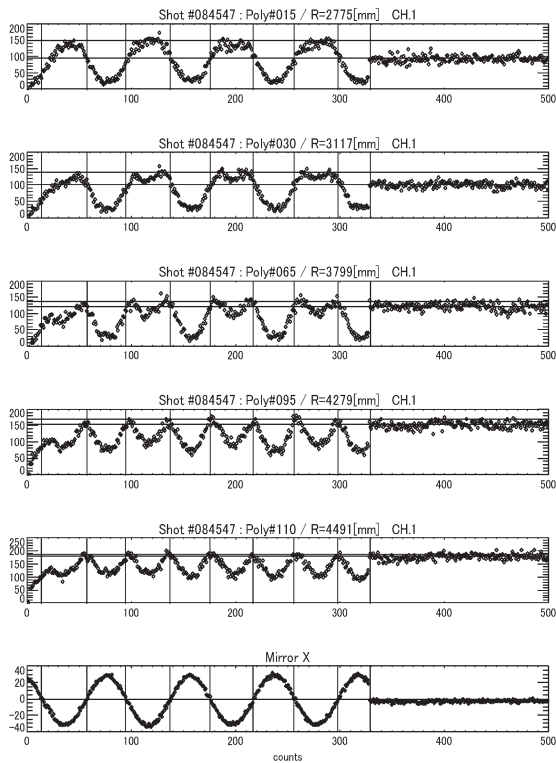 Shot #084547 : Poly#015 / R=2775[mm] CH.1
200
150
100
50
0
0 100 200 300 400 500
Shot #084547 : Poly#030 / R=3117[mm] CH.1
200
150
100
50
0
0 100 200 300 400 500
Shot #084547 : Poly#065 / R=3799[mm] CH.1
200
150
100
50
0
0 100 200 300 400 500
Shot #084547 : Poly#095 / R=4279[mm] CH.1
200
150
100
50
0
0 100 200 300 400 500
Shot #084547 : Poly#110 / R=4491[mm] CH.1
250
200
150
100
50
0
0 100 200 300 400 500
Mirror X
40
20
0
-20
-40
0 100 200 300 400 500
counts